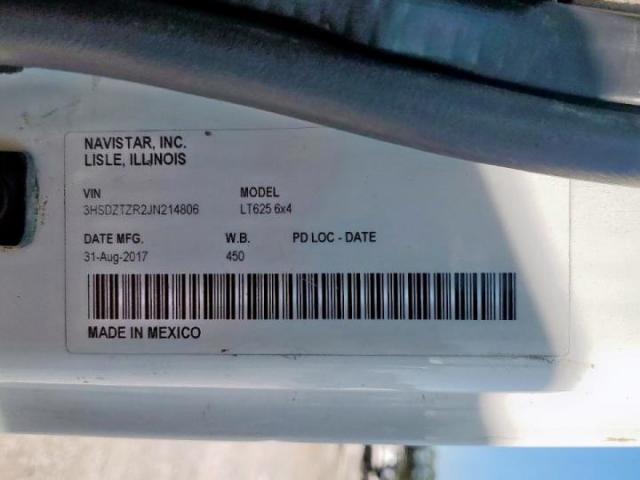 NAVISTAR, INC.
LISLE, ILLINOIS
VIN MODEL
3HSDZTZR2JN214806 LT625 6x4
DATE MFG. W.B. PD LOC - DATE
31-Aug-2017 450
MADE IN MEXICO